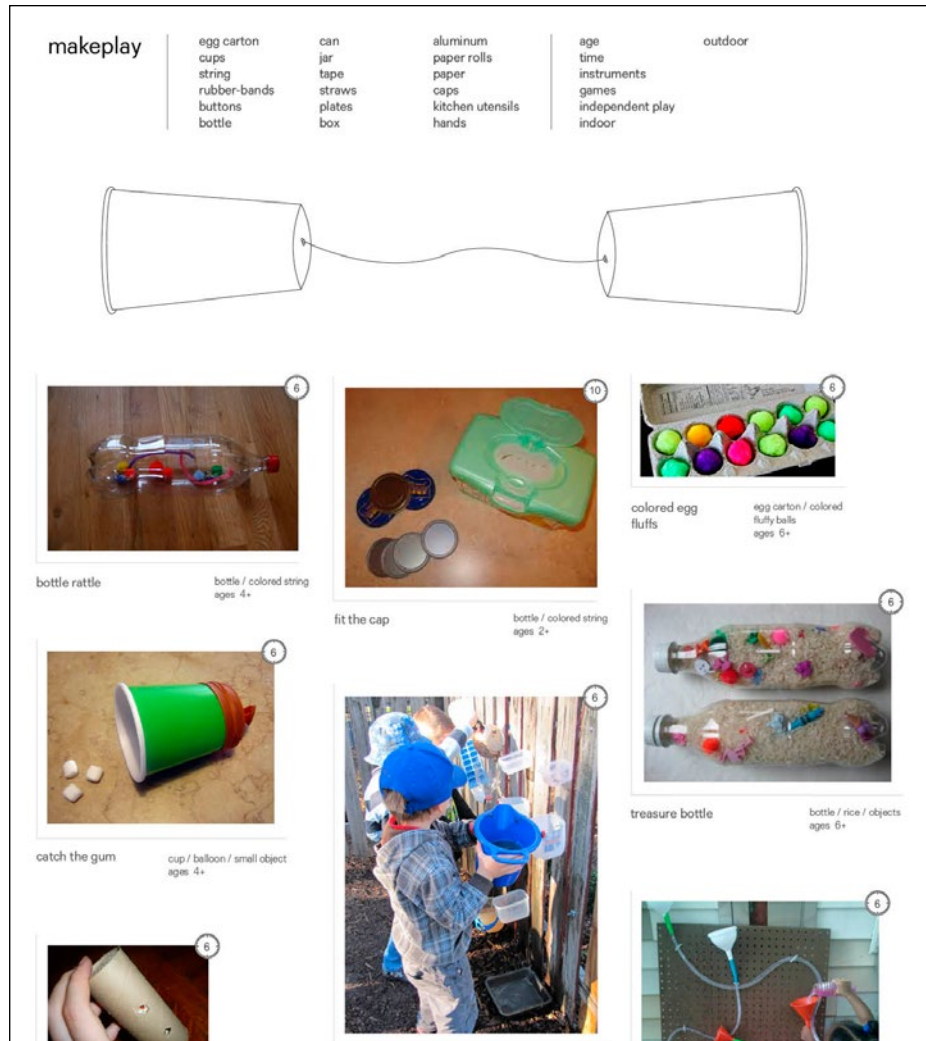 makeplay
egg carton
cups
string
rubber-bands
buttons
bottle
can
jar
tape
straws
plates
box
aluminum
paper rolls
paper
caps
kitchen utensils
hands
age
time
instruments
games
independent play
indoor
outdoor
6
bottle rattle
bottle / colored string
ages 4+
10
fit the cap
bottle / colored string
ages 2+
6
colored egg
fluffs
egg carton / colored
fluffy balls
ages 6+
6
catch the gum
cup / balloon / small object
ages 4+
6
6
treasure bottle
bottle / rice / objects
ages 6+
6
6